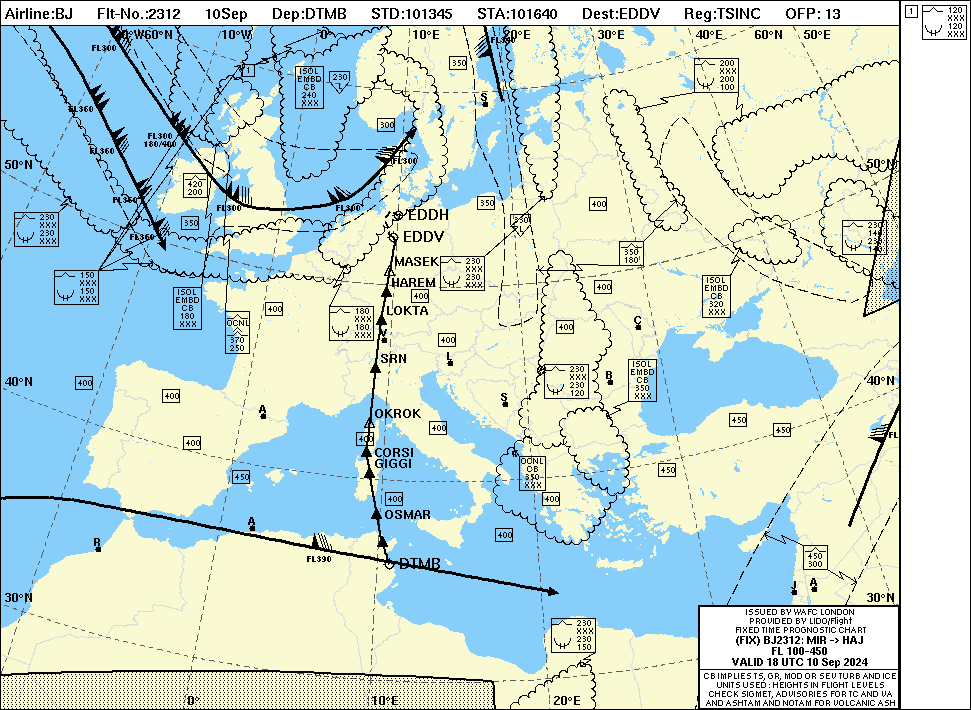 Airline:BJ Flt-No.:2312 10Sep Dep:DTMB STD:101345 STA:101640 Dest:EDDV Reg:TSINC OFP: 13
1
120
XXX
120
XXX
W60°N 10°W 0° 10°E 20°E 30°E 40°E 60°N 50°E
FL300
FL360
FL360
FL360
FL360
FL300
180/400
FL300
FL300
FL300
1
ISOL
EMBD
CB
240
XXX
230
300
350
S
200
XXX
200
100
50°N
50°N
420
200
350
350
400
230
XXX
230
XXX
EDDH
EDDV
MASEK
HAREM
LOKTA
V
SRN
OKROK
CORSI
GIGGI
OSMAR
DTMB
230
XXX
230
XXX
350
180
230
140
230
140
150
XXX
150
XXX
ISOL
EMBD
CB
180
XXX
OCNL
370
250
400
180
XXX
180
XXX
400
400
ISOL
EMBD
CB
320
XXX
400
400
C
L
S
B
230
XXX
230
120
ISOL
EMBD
CB
350
XXX
40°N
40°N
400
400
A
400
400
400
450
450
450
450
OCNL
CB
350
XXX
400
400
400
FL
A
R
FL390
450
300
J
A
30°N
30°N
230
XXX
230
150
0°
10°E
20°E
ISSUED BY WAFC LONDON
PROVIDED BY LIDO/Flight
FIXED TIME PROGNOSTIC CHART
(FIX) BJ2312: MIR -> HAJ
FL 100-450
VALID 18 UTC 10 Sep 2024
CB IMPLIES TS, GR, MOD OR SEV TURB AND ICE
UNITS USED : HEIGHTS IN FLIGHT LEVELS
CHECK SIGMET, ADVISORIES FOR TC AND VA
AND ASHTAM AND NOTAM FOR VOLCANIC ASH